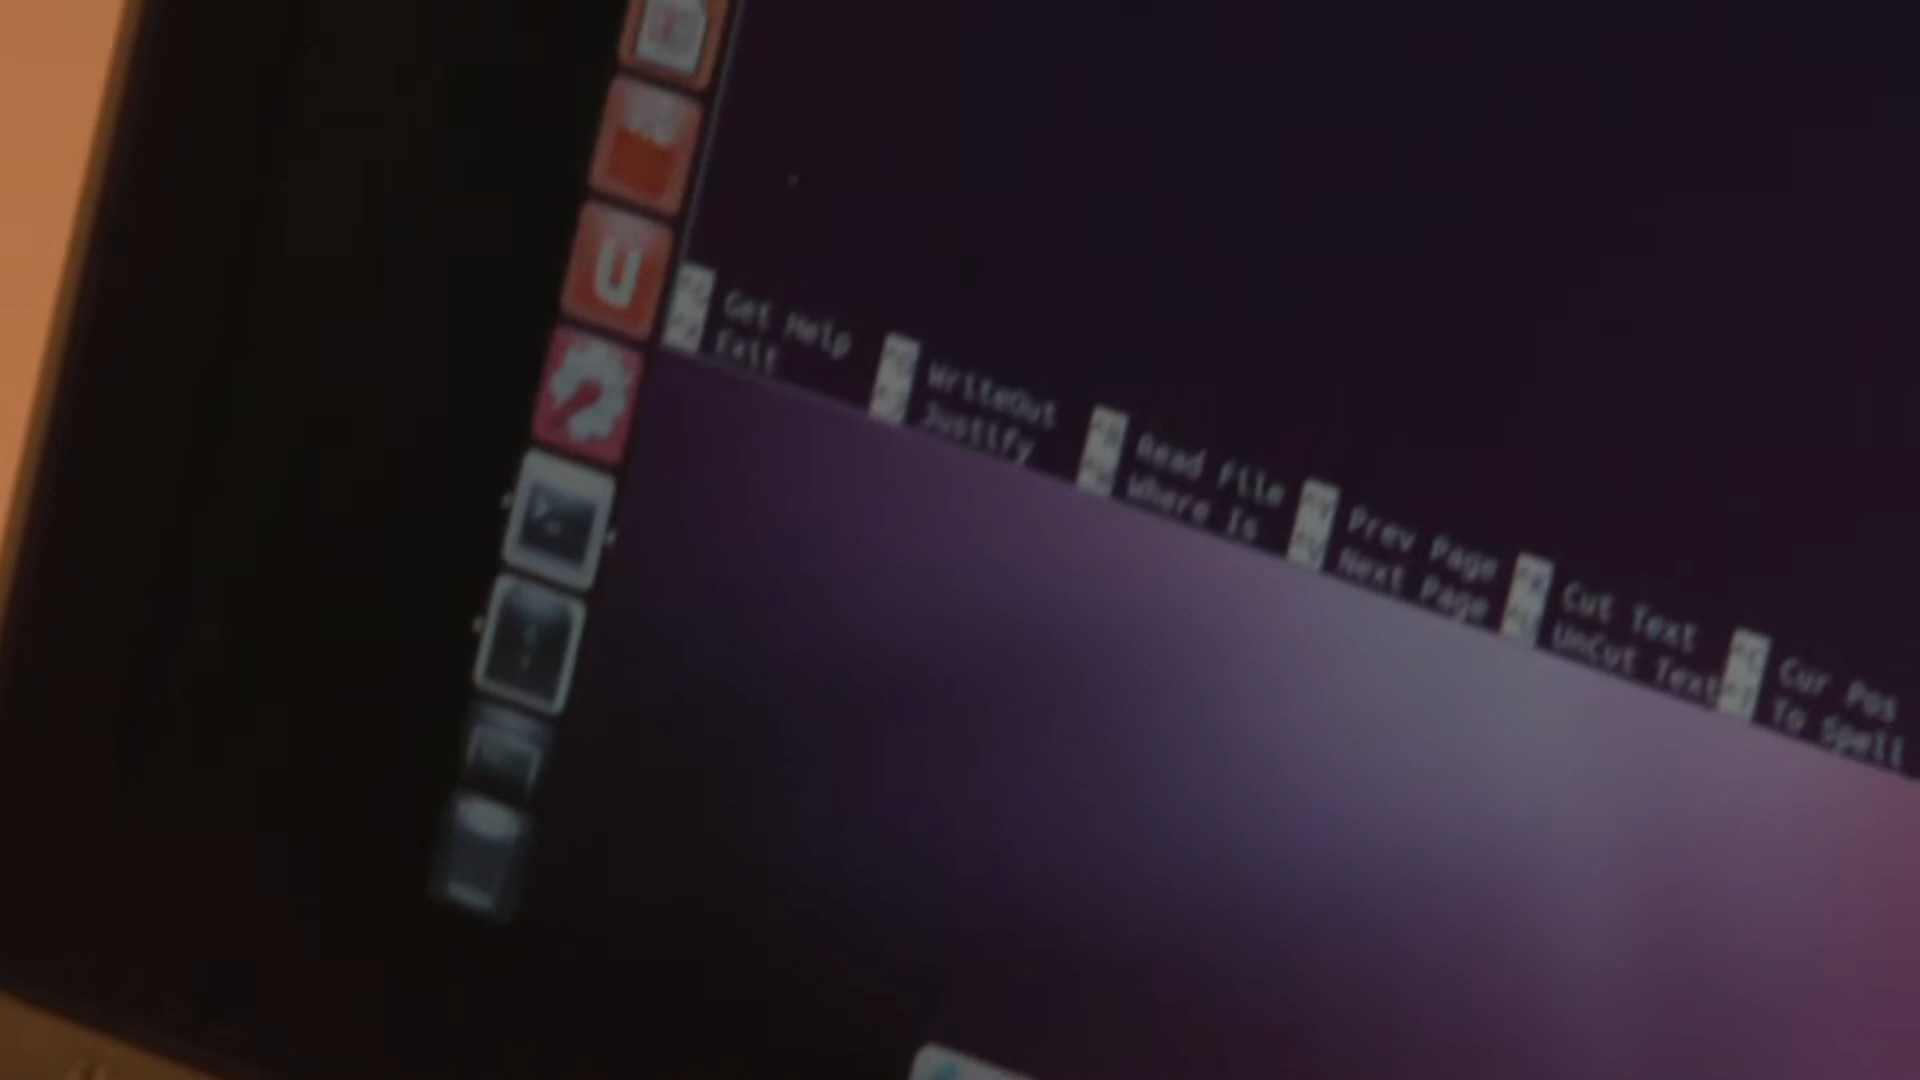 U
Get Help WriteOut Read File Prev Page Cut Text Cur Pos
Exit Justify Where Is Next Page UnCut Text To Spell